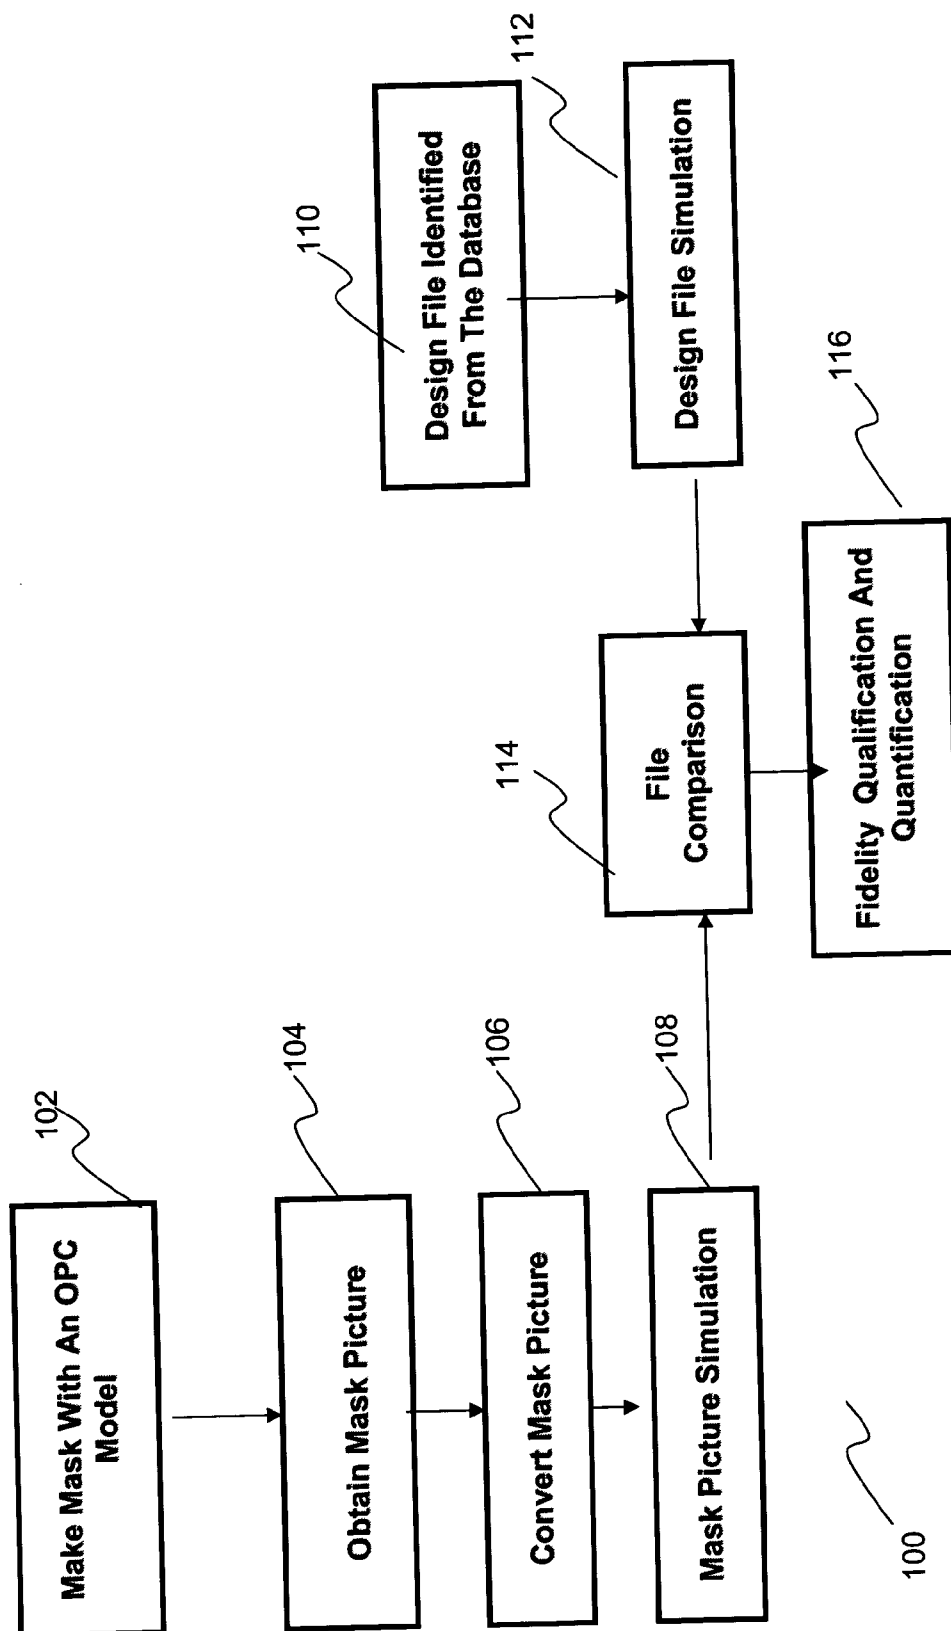 102
Make Mask With An OPC
Model
104
Obtain Mask Picture
106
Convert Mask Picture
108
Mask Picture Simulation
110
Design File Identified
From The Database
112
Design File Simulation
114
File
Comparison
116
Fidelity Qualification And
Quantification
100